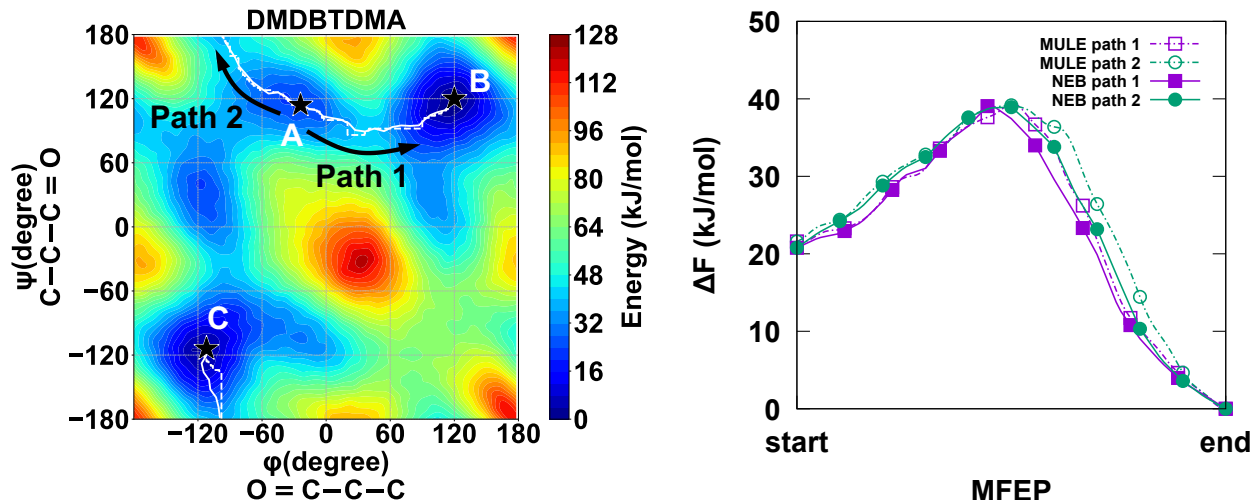 DMDBTDMA
180
120
60
0
−60
−120
−180
ψ(degree)
C−C−C=O
A
B
C
Path 2
Path 1
−120
−60
0
60
120
180
φ(degree)
O=C−C−C
128
112
96
80
64
48
32
16
0
Energy (kJ/mol)
50
40
30
20
10
0
ΔF (kJ/mol)
MULE path 1
MULE path 2
NEB path 1
NEB path 2
start
end
MFEP